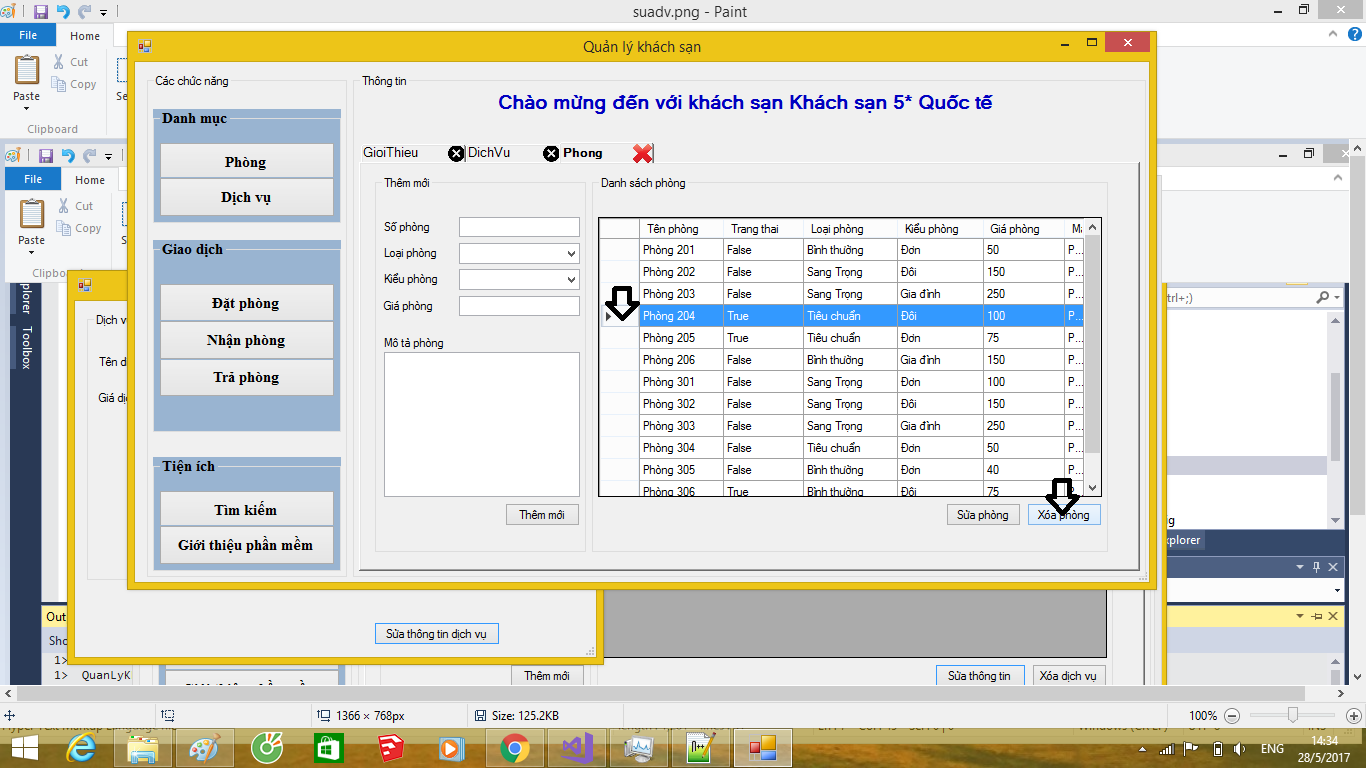 suadv.png - Paint
File
Home
Cut
Copy
Paste
Clipboard
File
Home
Cut
Copy
Paste
Toolbox
Quản lý khách sạn
Các chức năng
Danh mục
Phòng
Dịch vụ
Giao dịch
Đặt phòng
Nhận phòng
Trả phòng
Tiện ích
Tìm kiếm
Giới thiệu phần mềm
Thông tin
Chào mừng đến với khách sạn Khách sạn 5* Quốc tế
GioiThieu DichVu Phong
Thêm mới
Số phòng
Loại phòng
Kiểu phòng
Giá phòng
Mô tả phòng
Thêm mới
Danh sách phòng
Tên phòng Trang thai Loại phòng Kiểu phòng Giá phòng
Phòng 201 False Bình thường Đơn 50 P...
Phòng 202 False Sang Trọng Đôi 150 P...
Phòng 203 False Sang Trọng Gia đình 250 P...
Phòng 204 True Tiêu chuẩn Đôi 100 P...
Phòng 205 True Tiêu chuẩn Đơn 75 P...
Phòng 206 False Bình thường Gia đình 150 P...
Phòng 301 False Sang Trọng Đơn 100 P...
Phòng 302 False Sang Trọng Đôi 150 P...
Phòng 303 False Sang Trọng Gia đình 250 P...
Phòng 304 False Tiêu chuẩn Đơn 50 P...
Phòng 305 False Bình thường Đơn 40 P...
Phòng 306 True Bình thường Đôi 75
Sửa phòng Xóa phòng
Sửa thông tin dịch vụ
1>
1> QuanLyK
Thêm mới
Sửa thông tin Xóa dịch vụ
1366 × 768px Size: 125.2KB 100%
ENG
14:34
28/5/2017